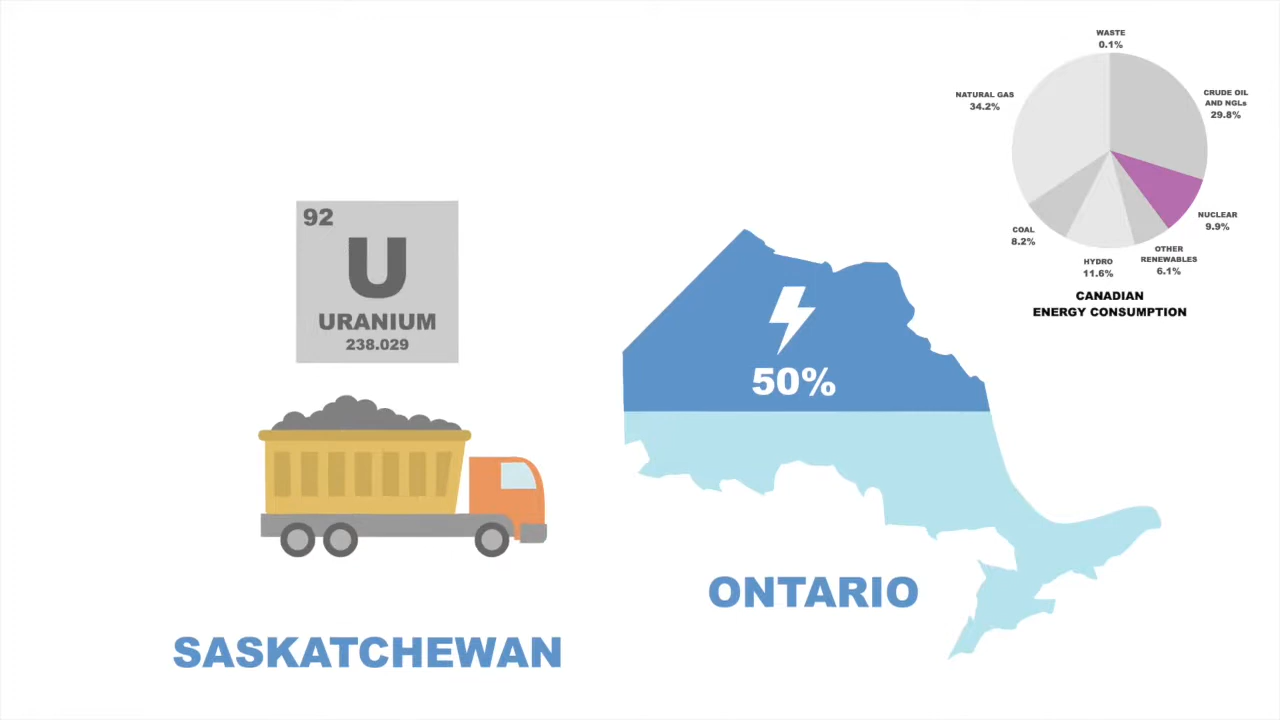 92
U
URANIUM
238.029
SASKATCHEWAN
50%
ONTARIO
WASTE
0.1%
NATURAL GAS
34.2%
CRUDE OIL
AND NGLs
29.8%
NUCLEAR
9.9%
COAL
8.2%
OTHER
RENEWABLES
6.1%
HYDRO
11.6%
CANADIAN
ENERGY CONSUMPTION